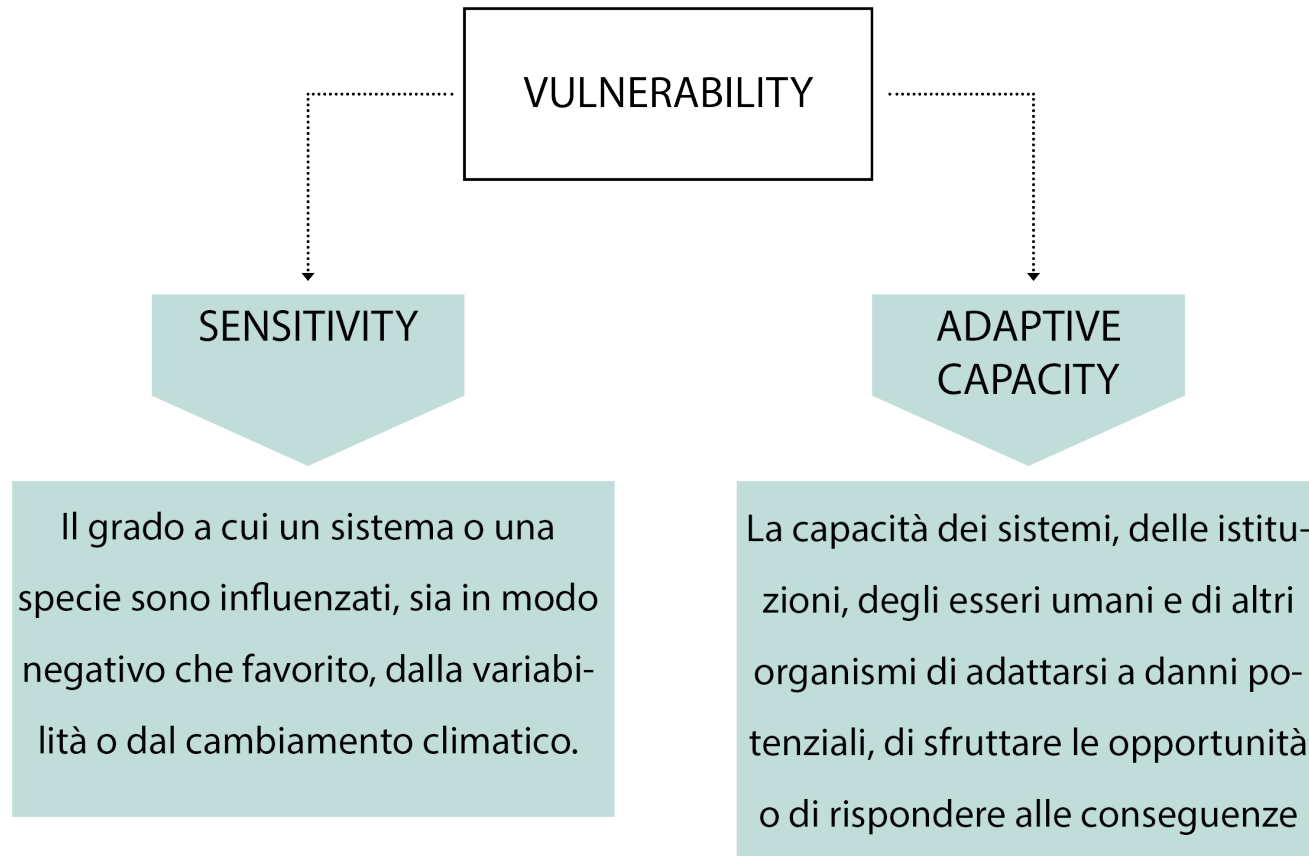 VULNERABILITY
SENSITIVITY
Il grado a cui un sistema o una
specie sono influenzati, sia in modo
negativo che favorito, dalla variabi-
lità o dal cambiamento climatico.
ADAPTIVE
CAPACITY
La capacità dei sistemi, delle istitu-
zioni, degli esseri umani e di altri
organismi di adattarsi a danni po-
tenziali, di sfruttare le opportunità
o di rispondere alle conseguenze